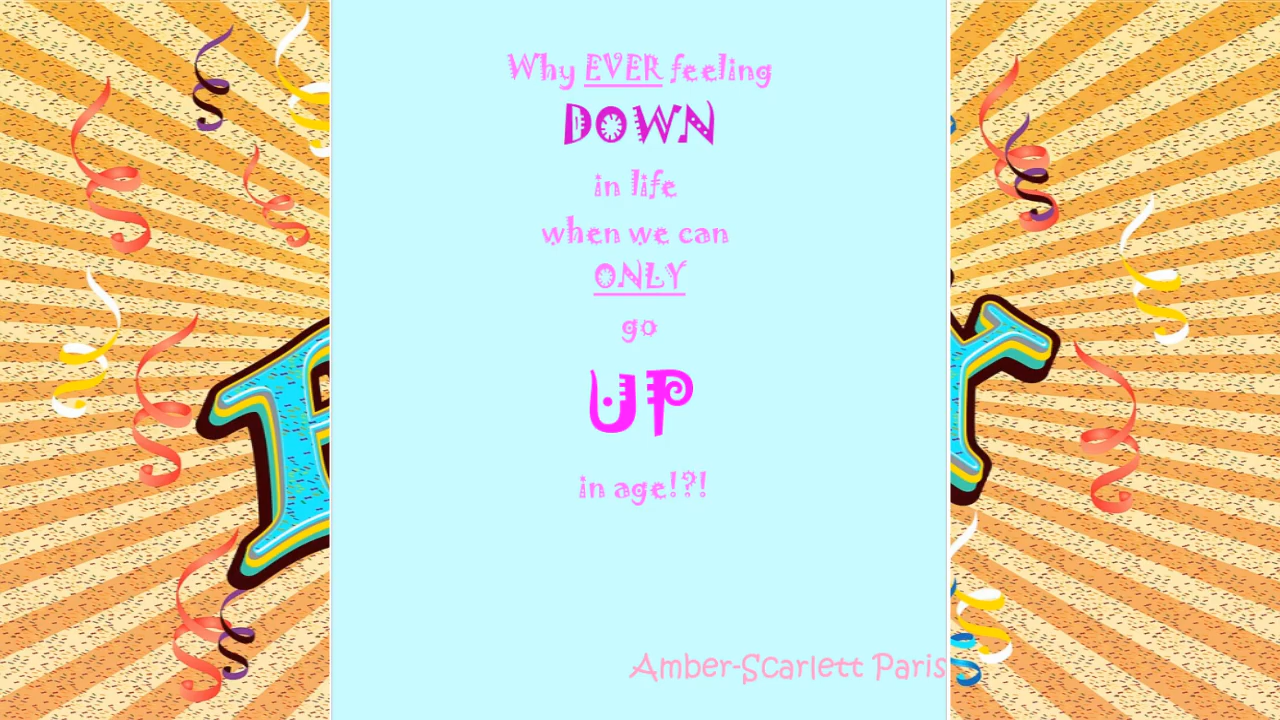 Why EVER feeling
DOWN
in life
when we can
ONLY
go
UP
in age!?!
Amber-Scarlett Paris